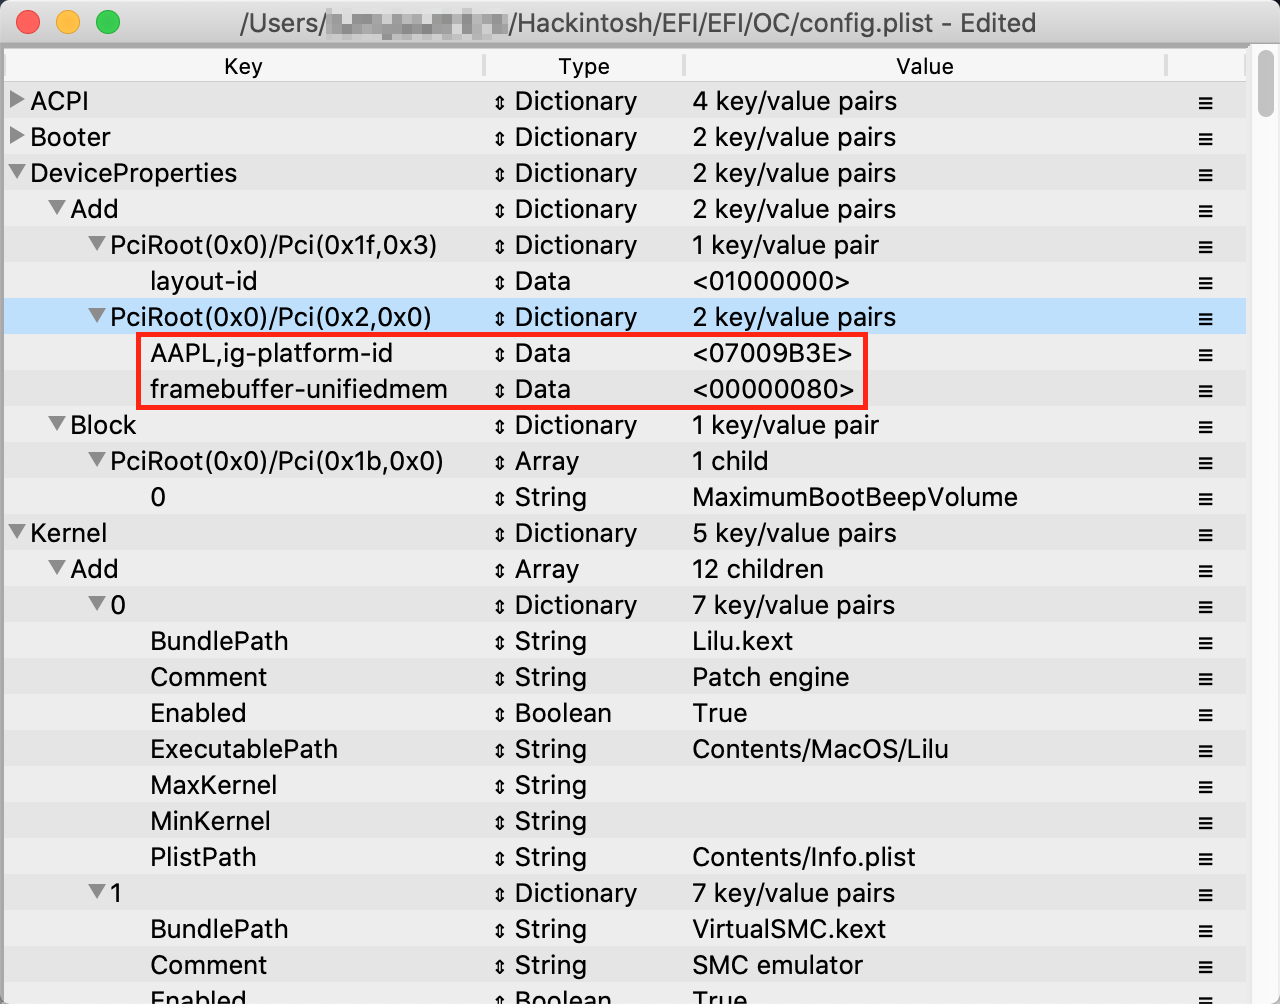 /Users/ /Hackintosh/EFI/EFI/OC/config.plist - Edited
Key Type Value
ACPI Dictionary 4 key/value pairs
Booter Dictionary 2 key/value pairs
DeviceProperties Dictionary 2 key/value pairs
Add Dictionary 2 key/value pairs
PciRoot(0x0)/Pci(0x1f,0x3) Dictionary 1 key/value pair
layout-id Data <01000000>
PciRoot(0x0)/Pci(0x2,0x0) Dictionary 2 key/value pairs
AAPL,ig-platform-id Data <07009B3E>
framebuffer-unifiedmem Data <00000080>
Block Dictionary 1 key/value pair
PciRoot(0x0)/Pci(0x1b,0x0) Array 1 child
0 String MaximumBootBeepVolume
Kernel Dictionary 5 key/value pairs
Add Array 12 children
0 Dictionary 7 key/value pairs
BundlePath String Lilu.kext
Comment String Patch engine
Enabled Boolean True
ExecutablePath String Contents/MacOS/Lilu
MaxKernel String
MinKernel String
PlistPath String Contents/Info.plist
1 Dictionary 7 key/value pairs
BundlePath String VirtualSMC.kext
Comment String SMC emulator
Enabled Boolean True